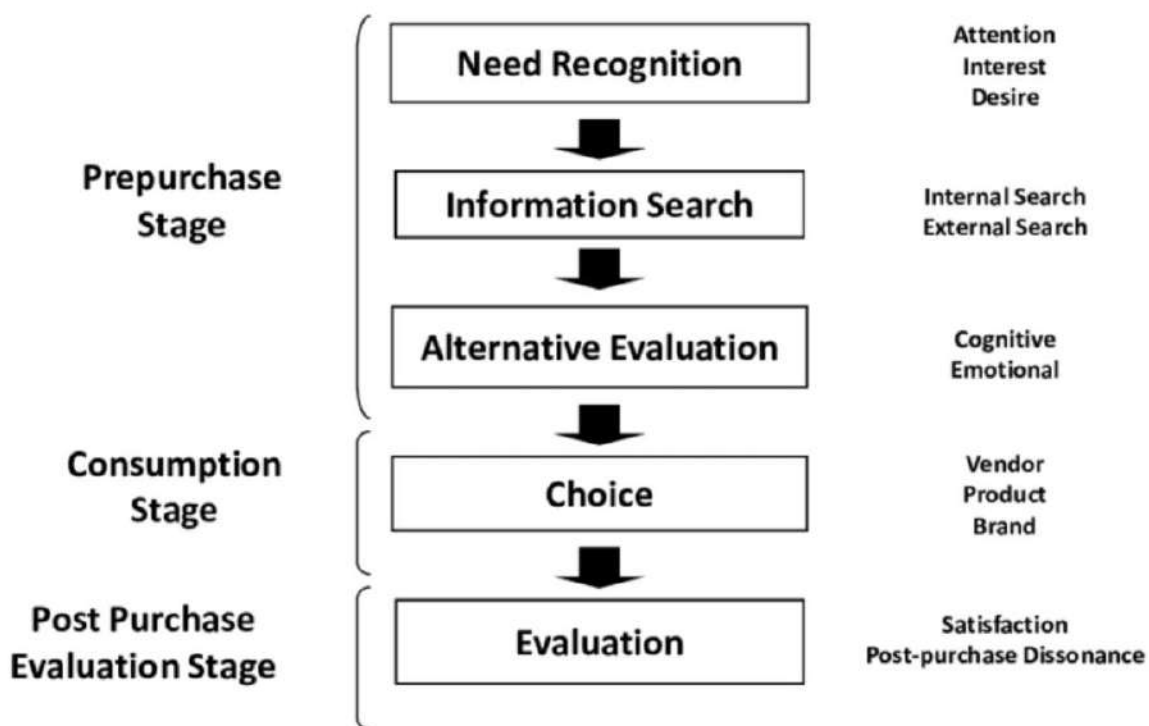 Need Recognition
Attention
Interest
Desire
Prepurchase
Stage
Information Search
Internal Search
External Search
Alternative Evaluation
Cognitive
Emotional
Consumption
Stage
Choice
Vendor
Product
Brand
Post Purchase
Evaluation Stage
Evaluation
Satisfaction
Post-purchase Dissonance